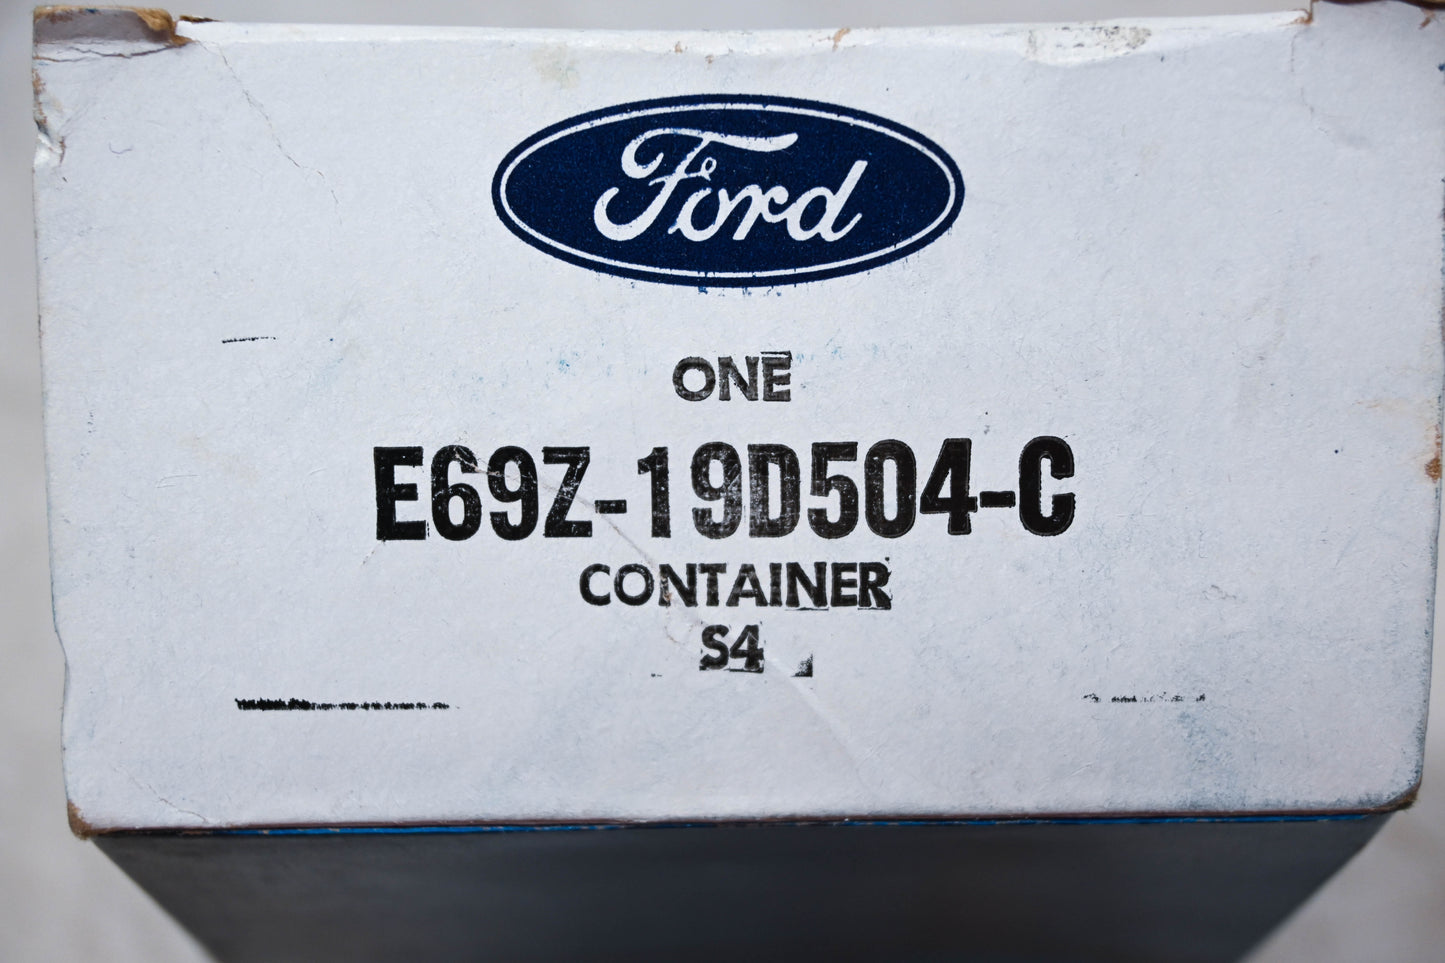 Ford
ONE
E69Z-19D504-C
CONTAINER
S4